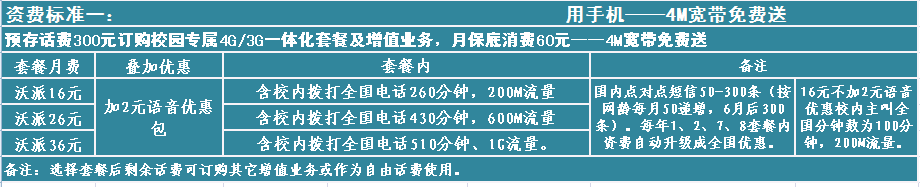 资费标准一： 用手机——4M宽带免费送
预存话费300元订购校园专属4G/3G一体化套餐及增值业务，月保底消费60元——4M宽带免费送
套餐月费 叠加优惠 套餐内 备注
沃派16元 加2元语音优惠包 含校内拨打全国电话260分钟，200M流量
沃派26元 含校内拨打全国电话430分钟，600M流量
沃派36元 含校内拨打全国电话510分钟、1G流量。
国内点对点短信50-300条（按
网龄每月50递增，6月后300
条）。每年1、2、7、8套餐内
资费自动升级成全国优惠。
16元不加2元语音
优惠校内主叫全
国分钟数为100分
钟，200M流量。
备注：选择套餐后剩余话费可订购其它增值业务或作为自由话费使用。